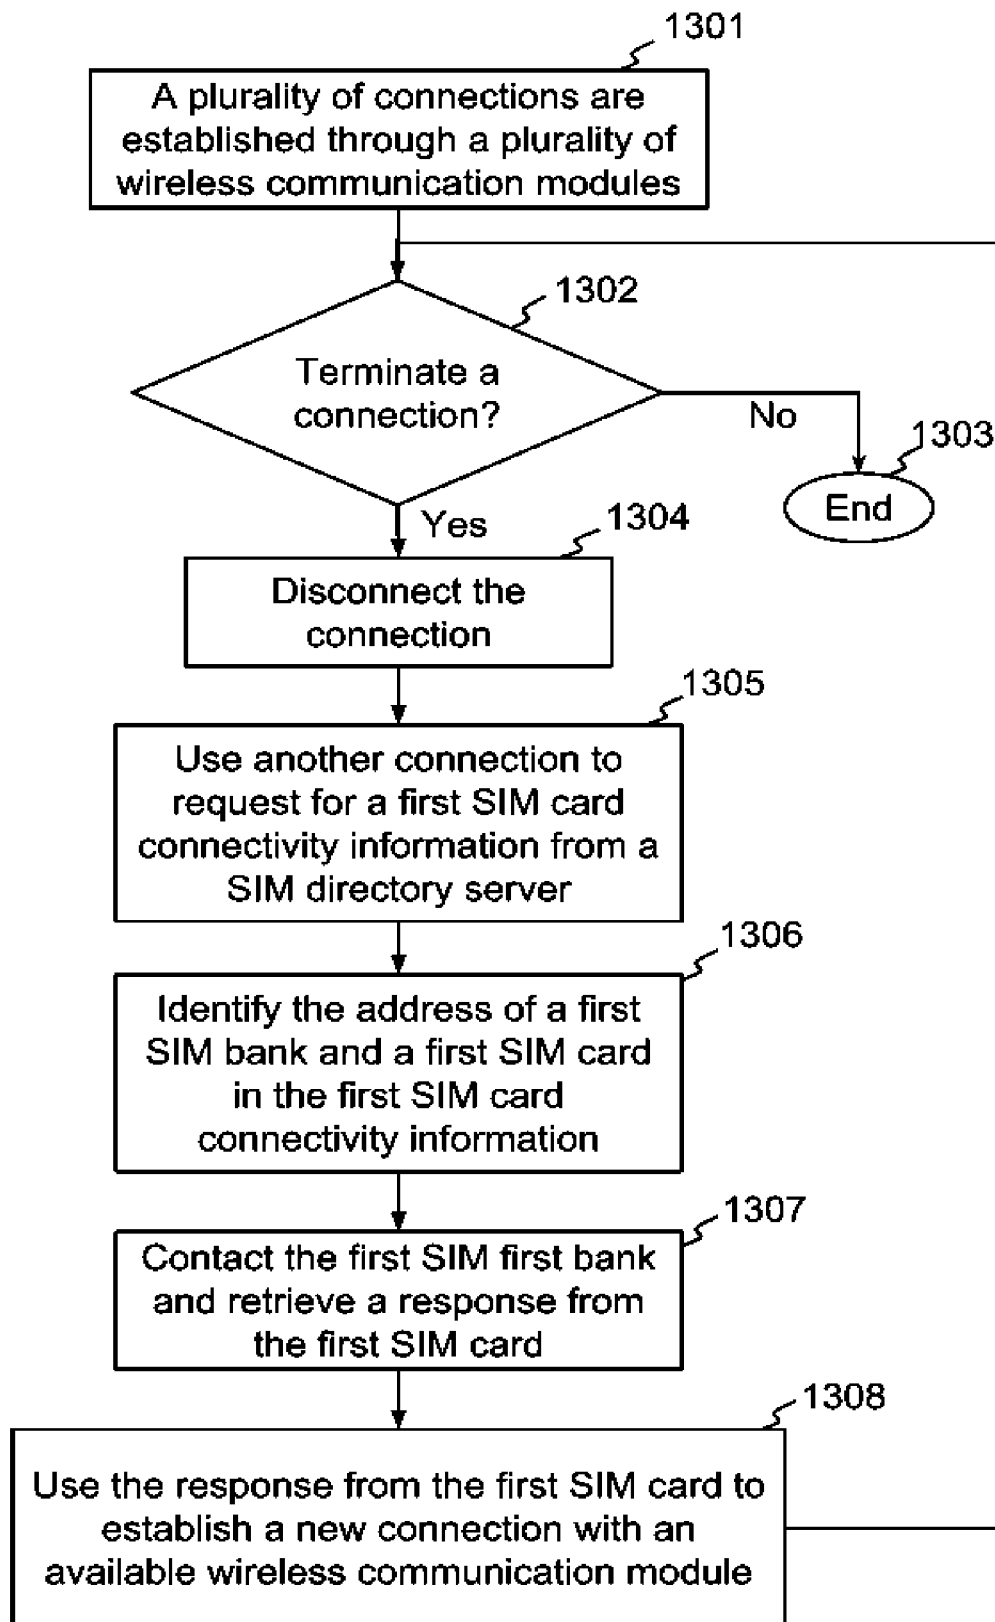 1301
A plurality of connections are
established through a plurality of
wireless communication modules
1302
Terminate a
connection?
No
1303
End
Yes
1304
Disconnect the
connection
1305
Use another connection to
request for a first SIM card
connectivity information from a
SIM directory server
1306
Identify the address of a first
SIM bank and a first SIM card
in the first SIM card
connectivity information
1307
Contact the first SIM first bank
and retrieve a response from
the first SIM card
1308
Use the response from the first SIM card to
establish a new connection with an
available wireless communication module